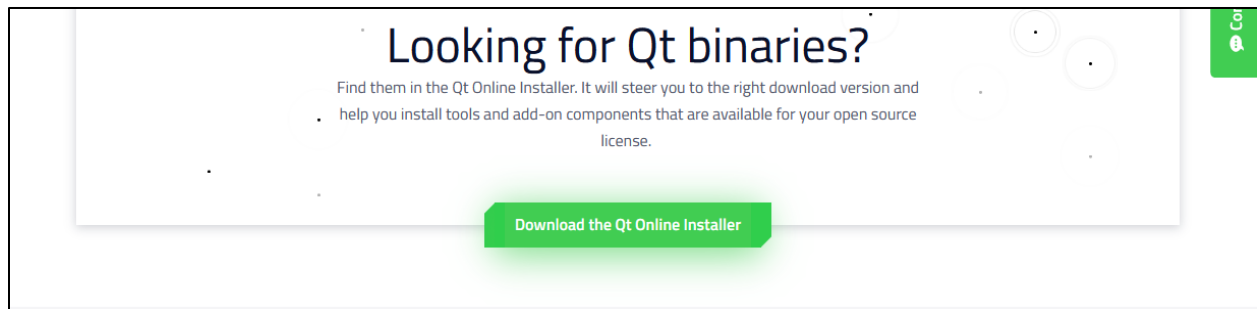 Looking for Qt binaries?
Find them in the Qt Online Installer. It will steer you to the right download version and
help you install tools and add-on components that are available for your open source
license.
Download the Qt Online Installer